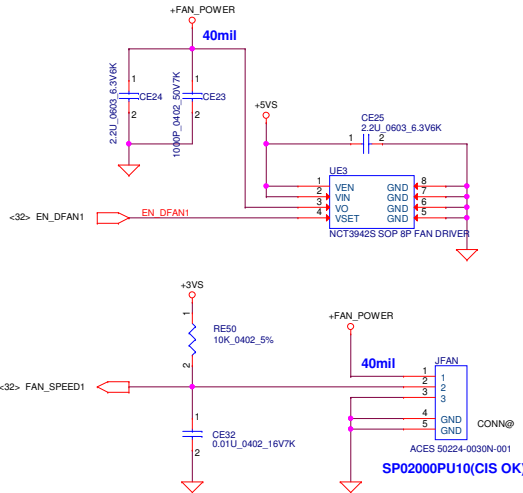 +FAN_POWER
40mil
1
2
CE24
2.2U_0603_6.3V6K
1
2
CE23
1000P_0402_50V7K
+5VS
CE25
2.2U_0603_6.3V6K
1 2
UE3
1 VEN GND 8
2 VIN GND 7
3 VO GND 6
4 VSET GND 5
NCT3942S SOP 8P FAN DRIVER
<32> EN_DFAN1
EN_DFAN1
+3VS
1
RE50
10K_0402_5%
2
+FAN_POWER
40mil
JFAN
1 1
2 2
3 3
4 GND
5 GND
CONN@
ACES 50224-0030N-001
SP02000PU10(CIS OK)
<32> FAN_SPEED1
1
CE32
0.01U_0402_16V7K
2